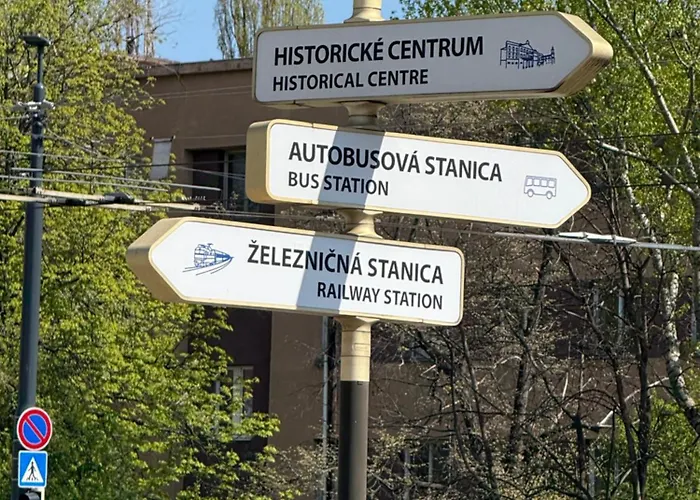 HISTORICKÉ CENTRUM
HISTORICAL CENTRE
AUTOBUSOVÁ STANICA
BUS STATION
ŽELEZNIČNÁ STANICA
RAILWAY STATION